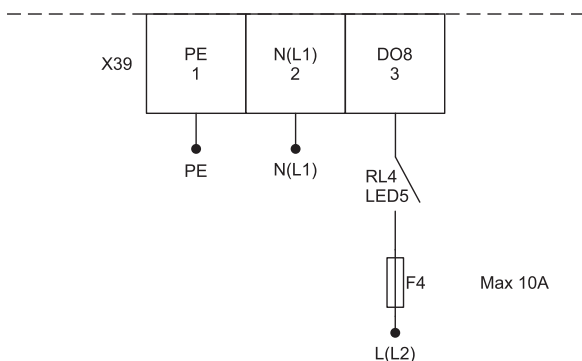 X39
PE
1
N(L1)
2
DO8
3
PE
N(L1)
RL4
LED5
F4
Max 10A
L(L2)